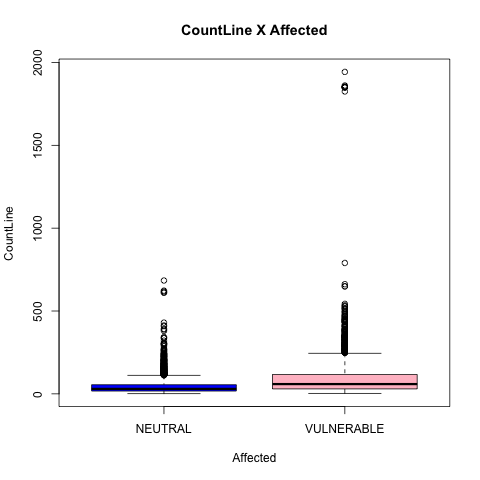 CountLine X Affected
CountLine
2000
1500
1000
500
0
NEUTRAL
VULNERABLE
Affected